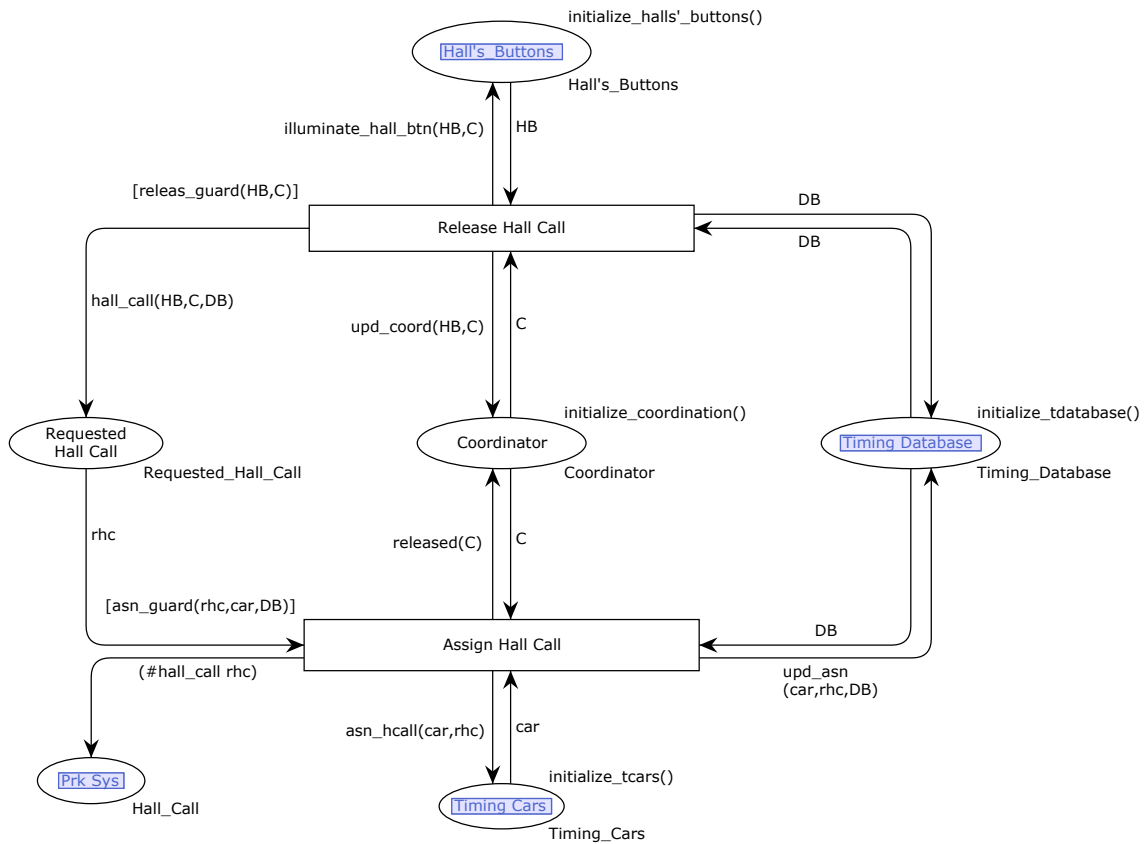 initialize_halls'_buttons()
Hall's_Buttons
Hall's_Buttons
illuminate_hall_btn(HB,C)
HB
[releas_guard(HB,C)]
DB
Release Hall Call
DB
hall_call(HB,C,DB)
upd_coord(HB,C)
C
initialize_coordination()
initialize_tdatabase()
Requested
Hall Call
Coordinator
Timing Database
Requested_Hall_Call
Coordinator
Timing_Database
rhc
released(C)
C
[asn_guard(rhc,car,DB)]
DB
Assign Hall Call
(#hall_call rhc)
upd_asn
(car,rhc,DB)
asn_hcall(car,rhc)
car
Prk Sys
initialize_tcars()
Hall_Call
Timing Cars
Timing_Cars